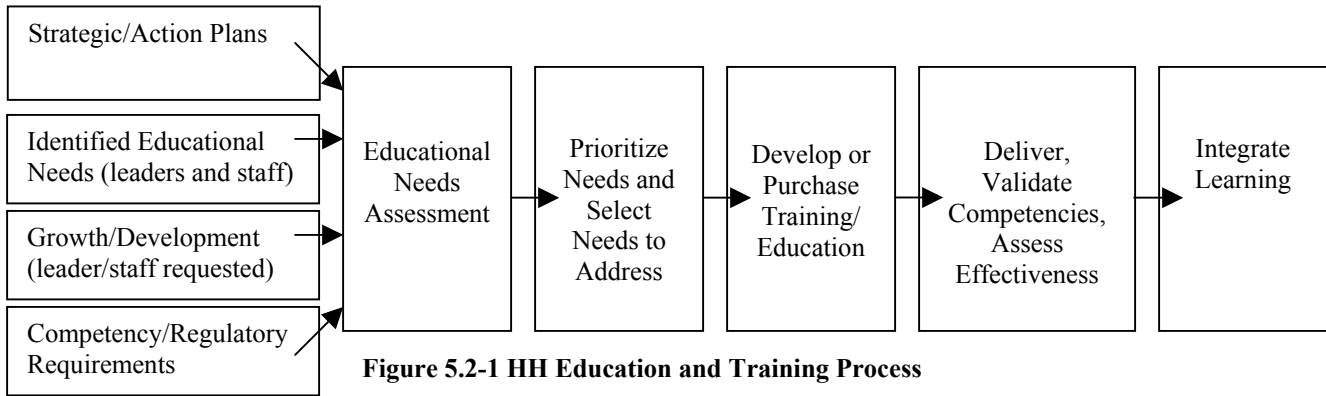 Strategic/Action Plans
Identified Educational
Needs (leaders and staff)
Growth/Development
(leader/staff requested)
Competency/Regulatory
Requirements
Educational
Needs
Assessment
Prioritize
Needs and
Select
Needs to
Address
Develop or
Purchase
Training/
Education
Deliver,
Validate
Competencies,
Assess
Effectiveness
Integrate
Learning
Figure 5.2-1 HH Education and Training Process